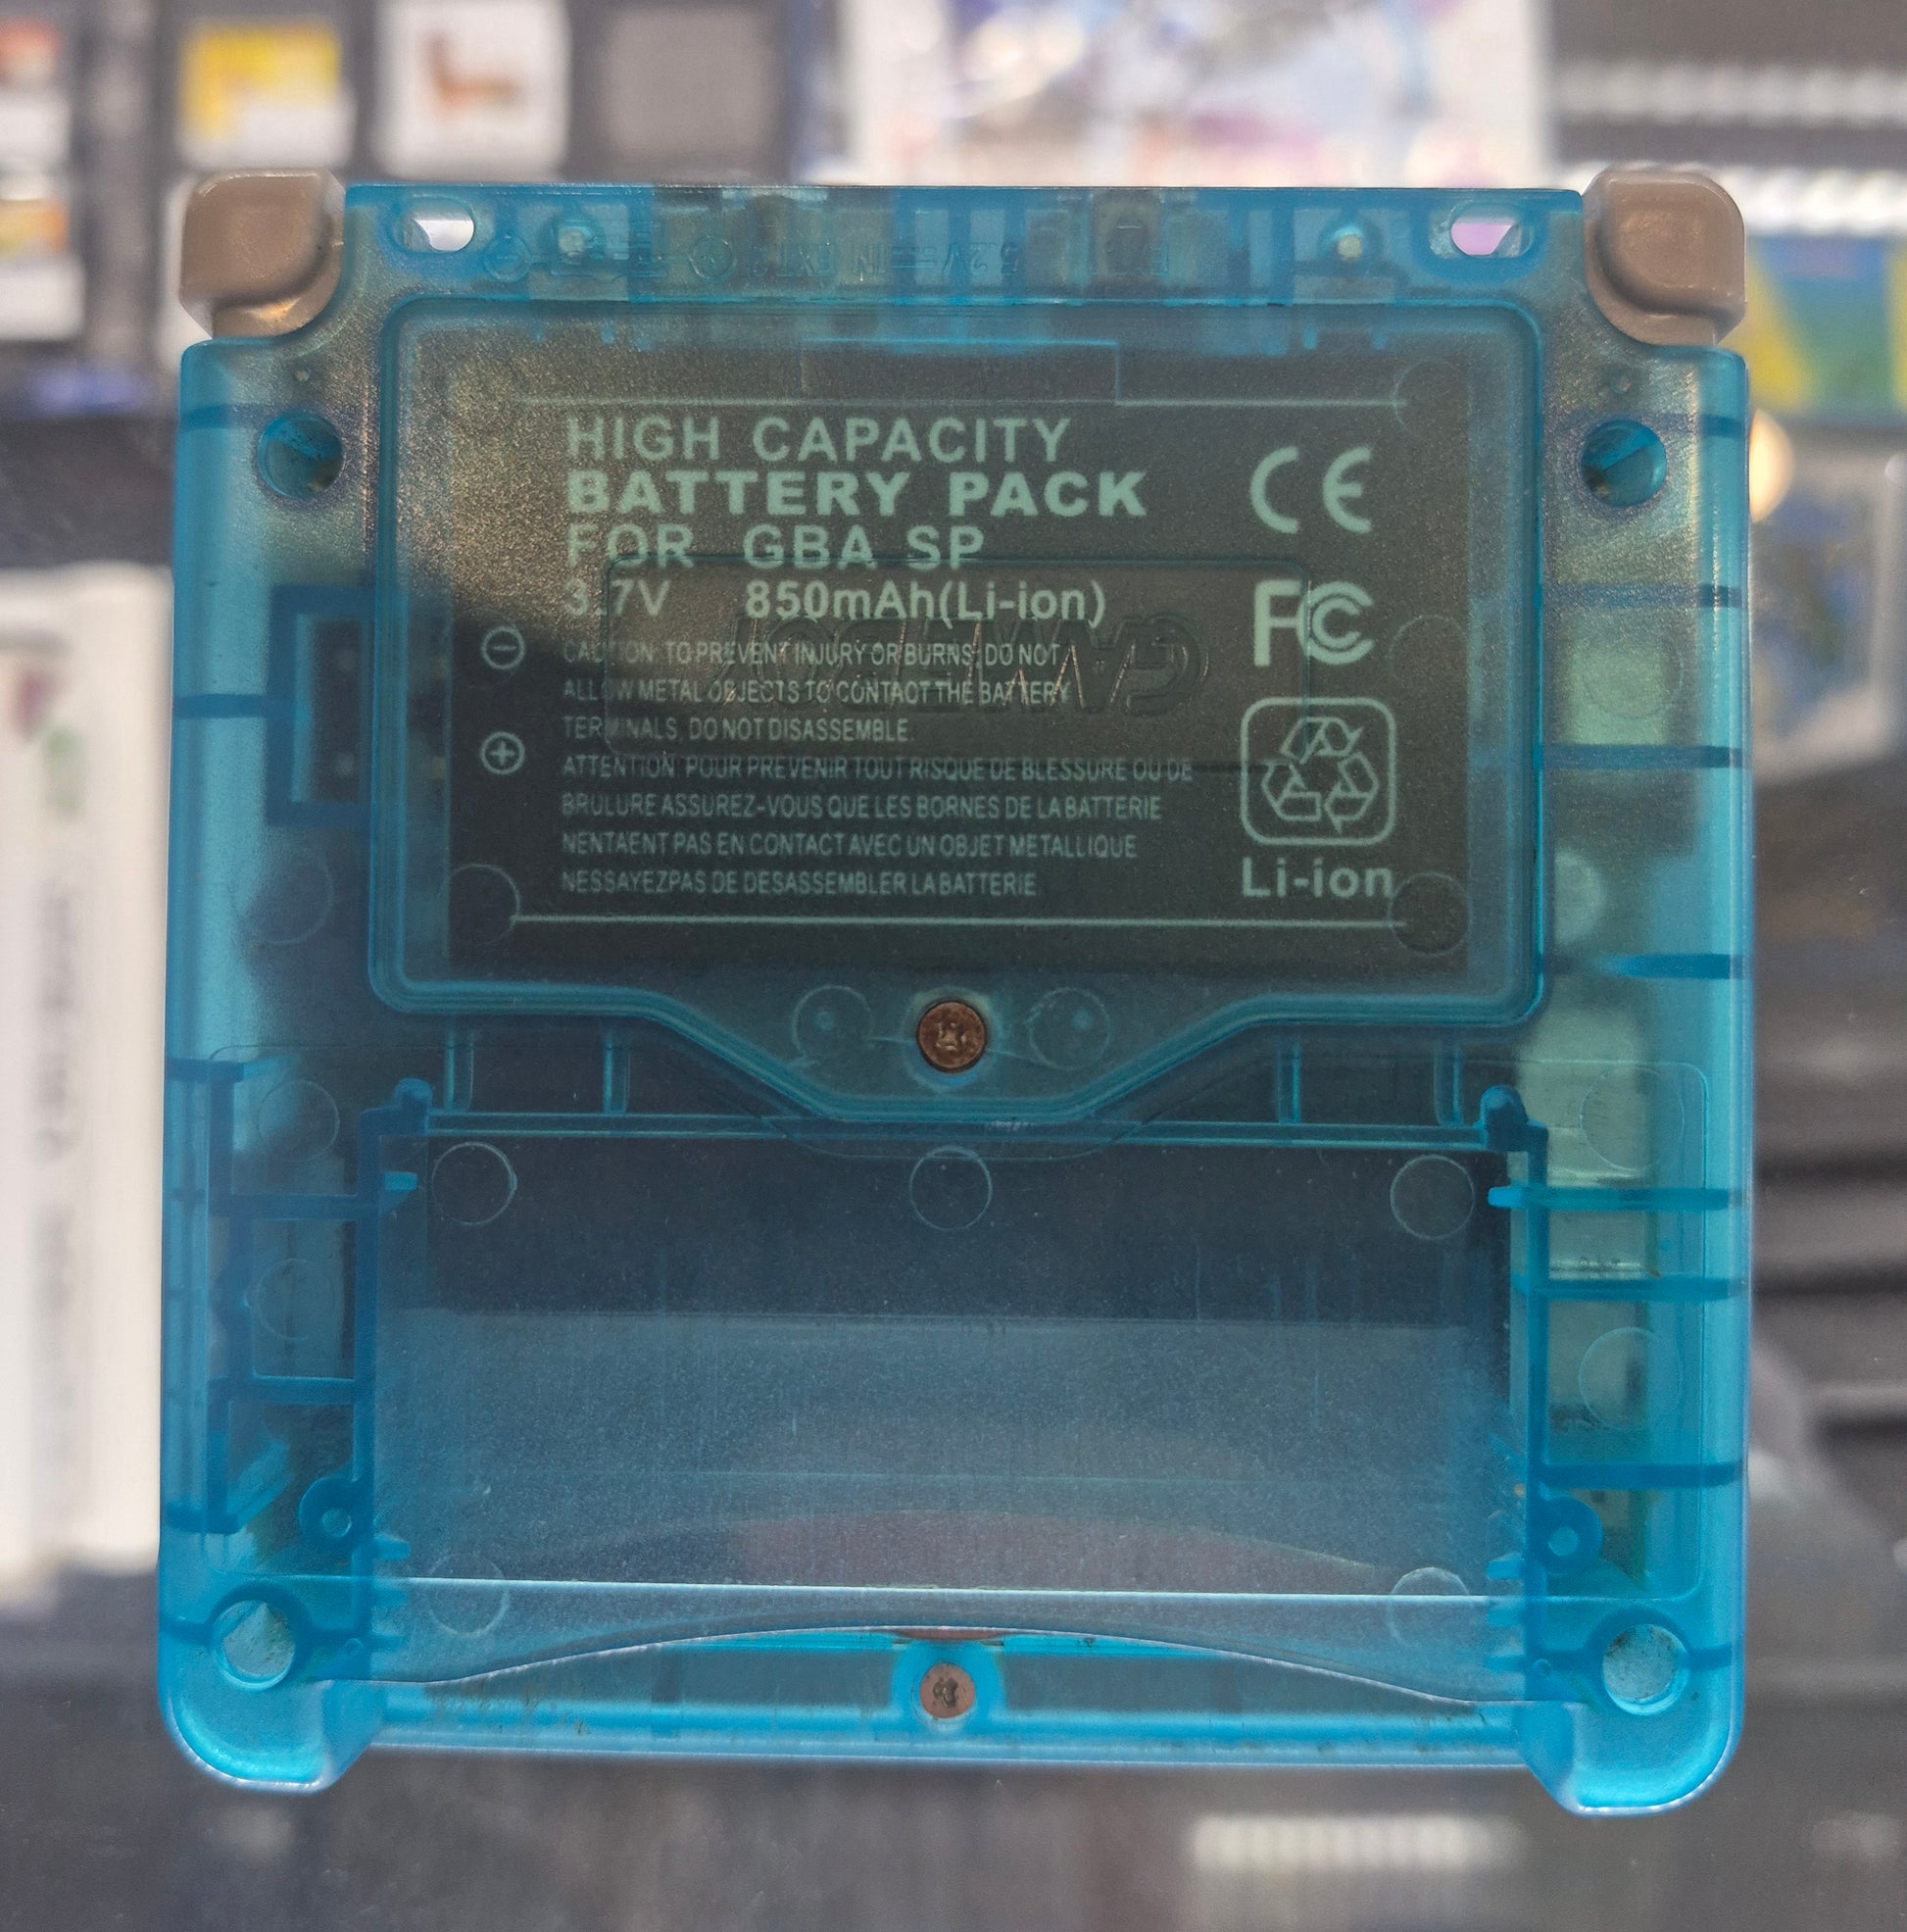 HIGH CAPACITY
BATTERY PACK
FOR GBA SP
3.7V 850mAh(Li-ion)
CAUTION: TO PREVENT INJURY OR BURNS, DO NOT
ALLOW METAL OBJECTS TO CONTAOT THE BATTERY
TERMINALS, DO NOT DISASSEMBLE.
ATTENTION POUR PREVENIR TOUT RISQUE DE BLESSURE OU DE
BRULURE ASSUREZ-VOUS QUE LES BORNES DE LA BATTERIE
NENTAENT PAS EN CONTACT AVEC UN OBJET METALLIQUE
NESSAYEZPAS DE DESASSEMBLER LA BATTERIE
CE
FC
Li-ion